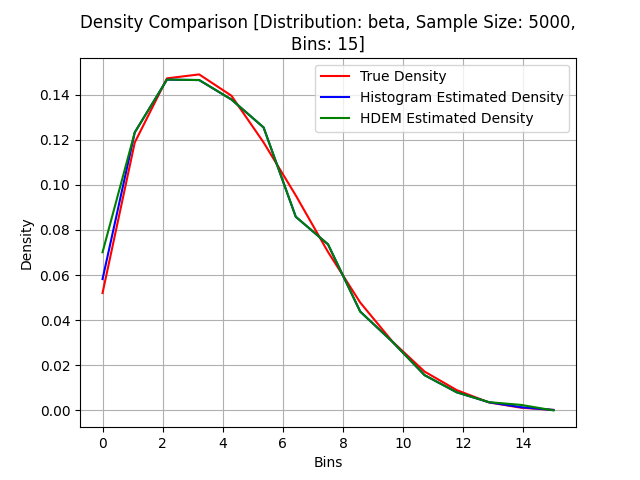 Density Comparison [Distribution: beta, Sample Size: 5000,
Bins: 15]
True Density
Histogram Estimated Density
HDEM Estimated Density
Density
0.14
0.12
0.10
0.08
0.06
0.04
0.02
0.00
0 2 4 6 8 10 12 14
Bins